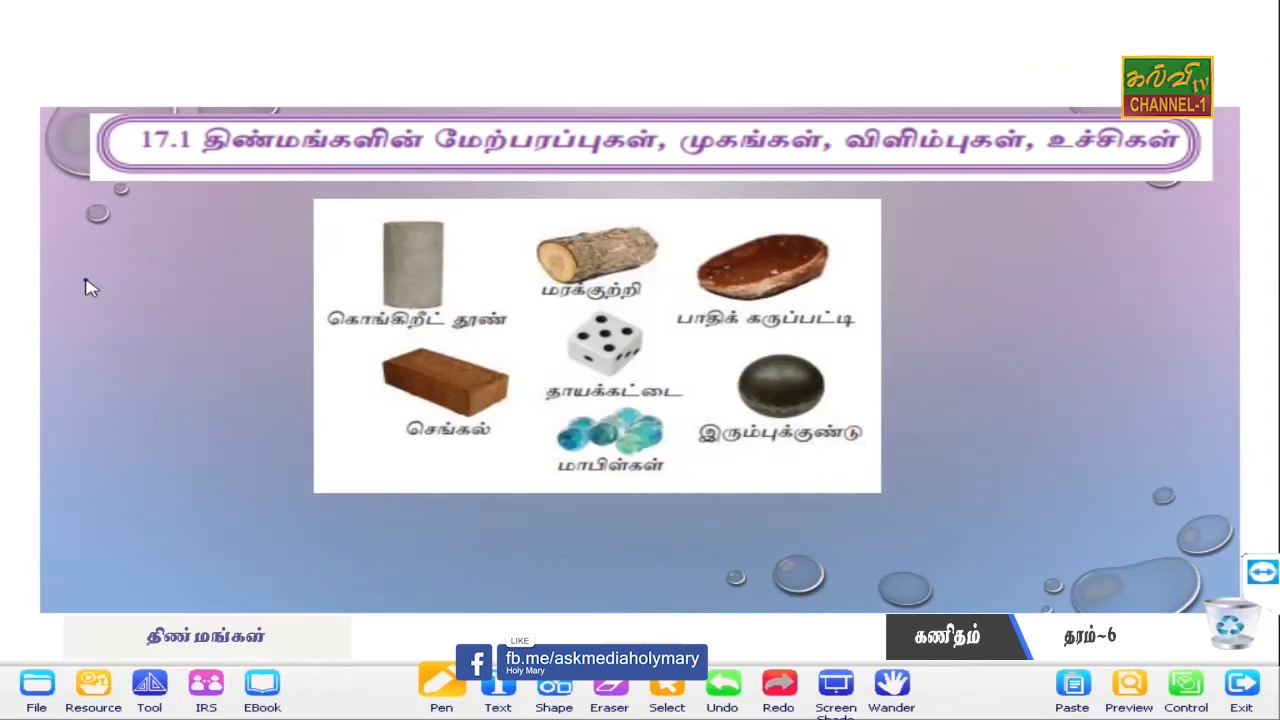 கல்வி tv
CHANNEL-1
17.1 திண்மங்களின் மேற்பரப்புகள், முகங்கள், விளிம்புகள், உச்சிகள்
மரக்குற்றி
கொங்கிறீட் தூண்
பாதிக் கருப்பட்டி
தாயக்கட்டை
செங்கல்
இரும்புக்குண்டு
மாபிள்கள்
திண்மங்கள்
கணிதம்
தரம்-6
LIKE
fb.me/askmediaholymary
Holy Mary
File Resource Tool IRS EBook Pen Text Shape Eraser Select Undo Redo Screen Shade Wander Paste Preview Control Exit